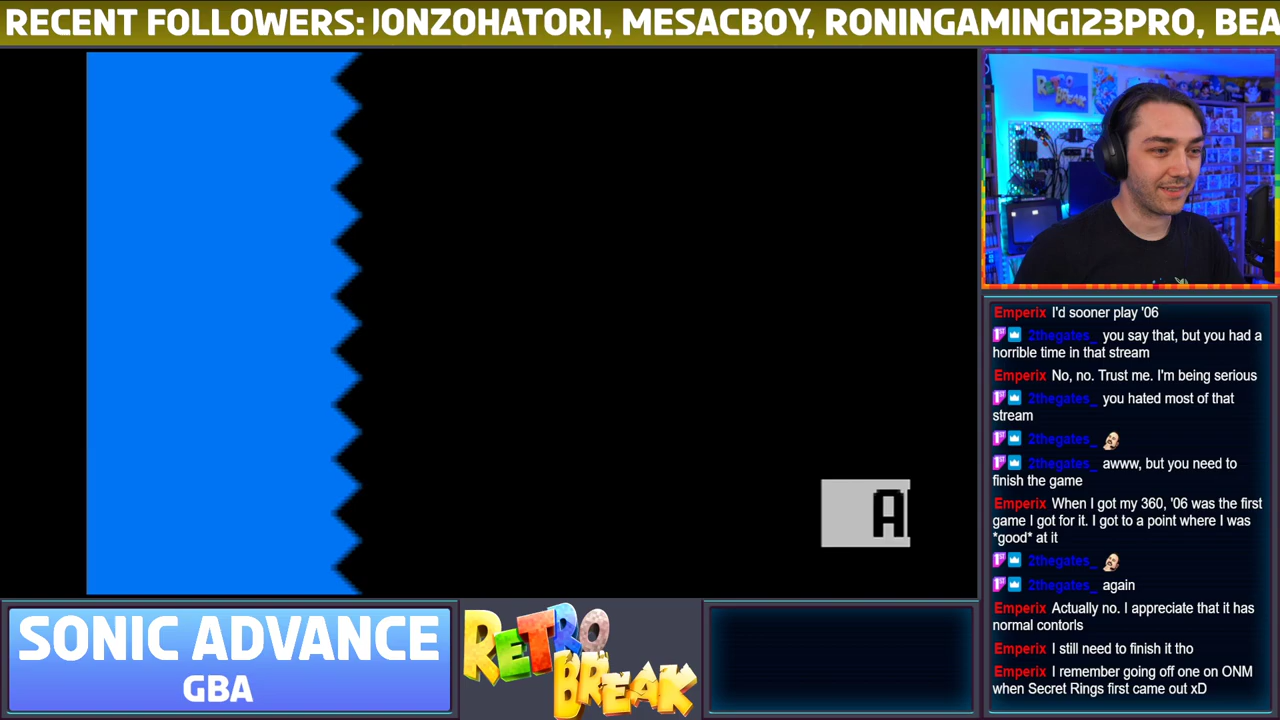 RECENT FOLLOWERS: JONZOHATORI, MESACBOY, RONINGAMING123PRO, BEA
RETRO
BREAK
A
Emperix I'd sooner play '06
2thegates_ you say that, but you had a
horrible time in that stream
Emperix No, no. Trust me. I'm being serious
2thegates_ you hated most of that
stream
2thegates_
2thegates_ awww, but you need to
finish the game
Emperix When I got my 360, '06 was the first
game I got for it. I got to a point where I was
*good* at it
2thegates_
2thegates_ again
Emperix Actually no. I appreciate that it has
normal contorls
Emperix I still need to finish it tho
Emperix I remember going off one on ONM
when Secret Rings first came out xD
SONIC ADVANCE
GBA
RETRO
BREAK